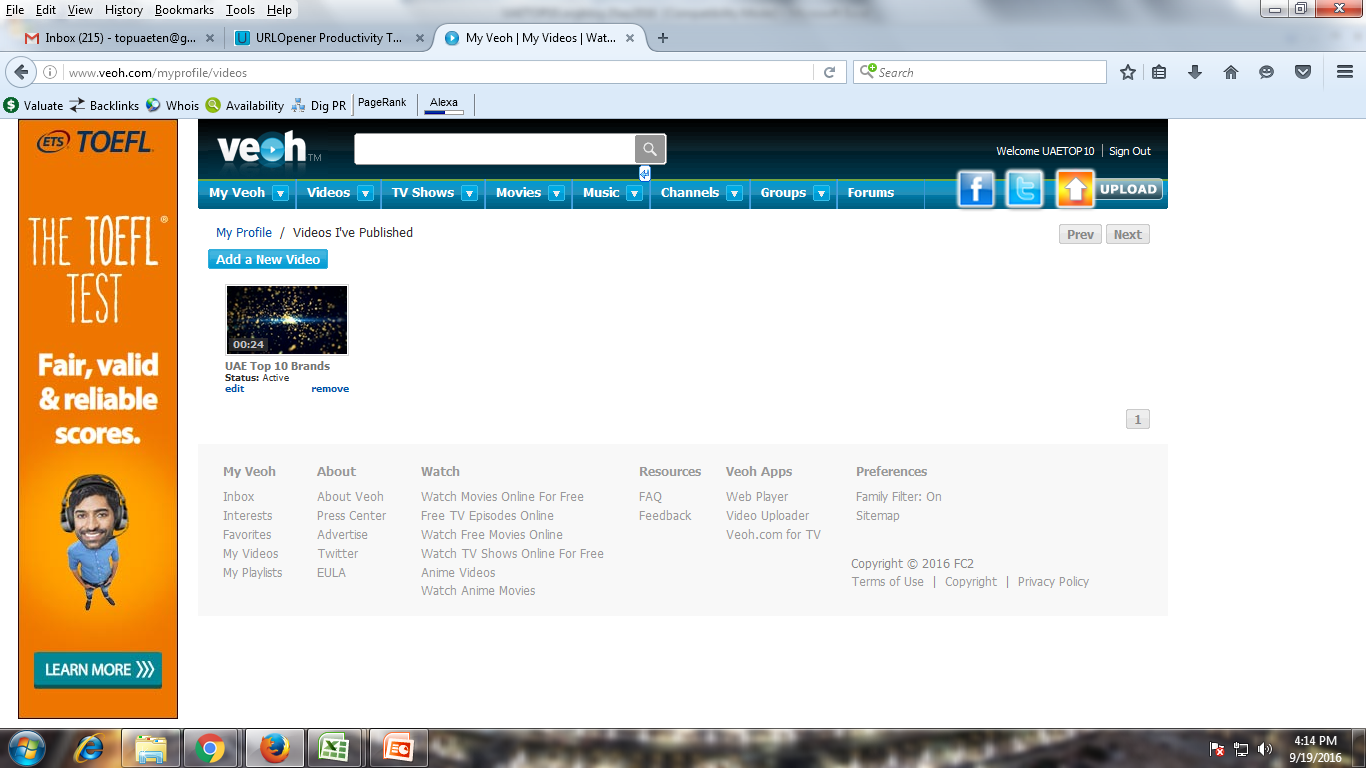 File Edit View History Bookmarks Tools Help
Inbox (215) - topuaeten@g... × URLOpener Productivity T... × My Veoh | My Videos | Wat... × +
www.veoh.com/myprofile/videos Search
Valuate Backlinks Whois Availability Dig PR PageRank Alexa
ETS TOEFL
THE TOEFL®
TEST
Fair, valid
& reliable
scores.
LEARN MORE
veoh™
Welcome UAETOP10 | Sign Out
My Veoh Videos TV Shows Movies Music Channels Groups Forums f t UPLOAD
My Profile / Videos I've Published Prev Next
Add a New Video
00:24
UAE Top 10 Brands
Status: Active
edit remove
1
My Veoh About Watch Resources Veoh Apps Preferences
Inbox About Veoh Watch Movies Online For Free FAQ Web Player Family Filter: On
Interests Press Center Free TV Episodes Online Feedback Video Uploader Sitemap
Favorites Advertise Watch Free Movies Online Veoh.com for TV
My Videos Twitter Watch TV Shows Online For Free
My Playlists EULA Anime Videos
Watch Anime Movies
Copyright © 2016 FC2
Terms of Use | Copyright | Privacy Policy
4:14 PM
9/19/2016